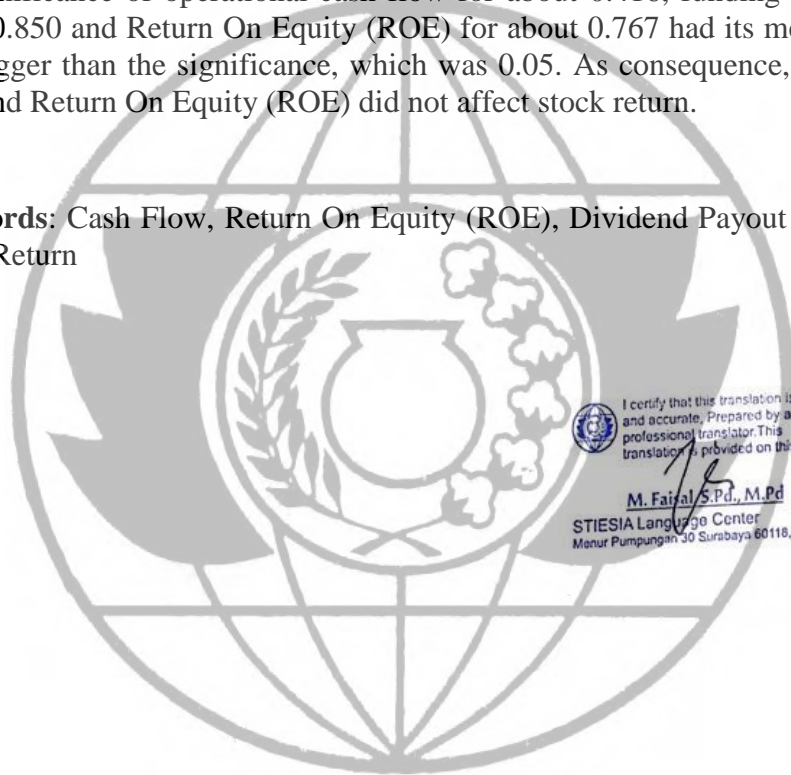 nificance of operational cash flow for about 0.418, funding
0.850 and Return On Equity (ROE) for about 0.767 had its
gger than the significance, which was 0.05. As consequence,
nd Return On Equity (ROE) did not affect stock return.
ords: Cash Flow, Return On Equity (ROE), Dividend Payout
Return
I certify that this translation
and accurate, Prepared by a
professional translator. This
translation is provided on
M. Faisal, S.Pd., M.Pd
STIESIA Language Center
Menur Pumpungan 30 Surabaya 60118,